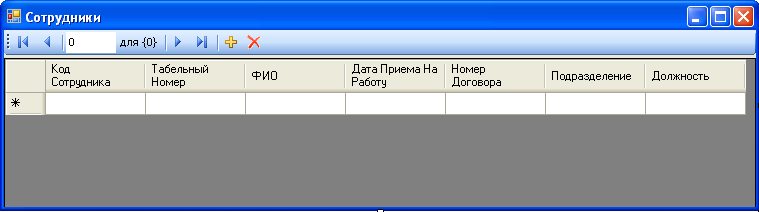 Сотрудники
0 для {0}
Код Сотрудника Табельный Номер ФИО Дата Приема На Работу Номер Договора Подразделение Должность